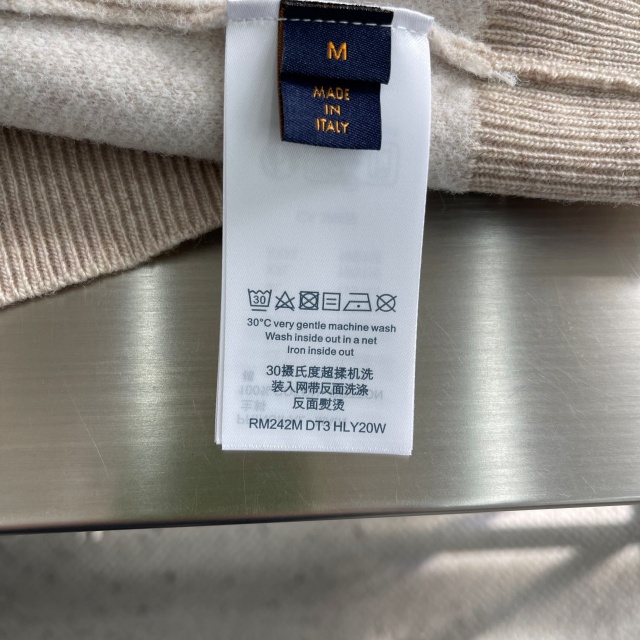 M
MADE
IN
ITALY
30
30°C very gentle machine wash
Wash inside out in a net
Iron inside out
30摄氏度超揉机洗
装入网带反面洗涤
反面熨烫
RM242M DT3 HLY20W